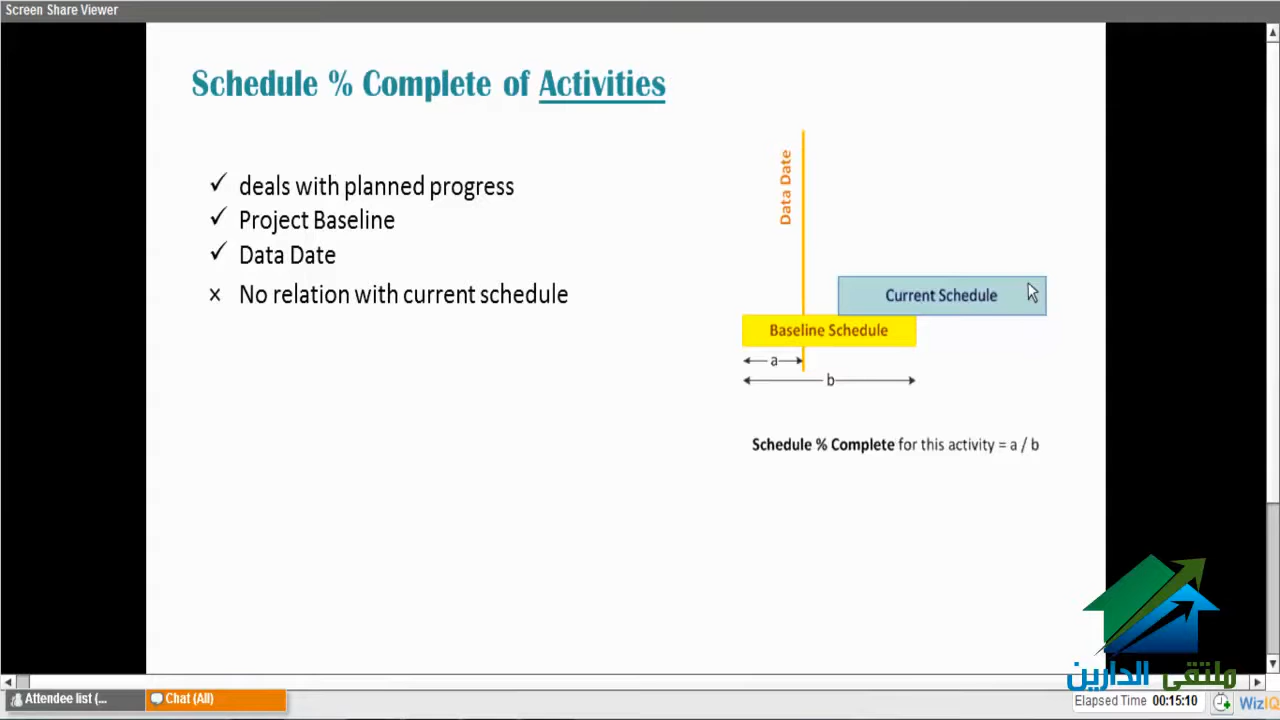 Screen Share Viewer
Schedule % Complete of Activities
✓ deals with planned progress
✓ Project Baseline
✓ Data Date
× No relation with current schedule
Data Date
Current Schedule
Baseline Schedule
a
b
Schedule % Complete for this activity = a / b
ملتقى الدارين
Attendee list (...
Chat (All)
Elapsed Time 00:15:10
WizIQ